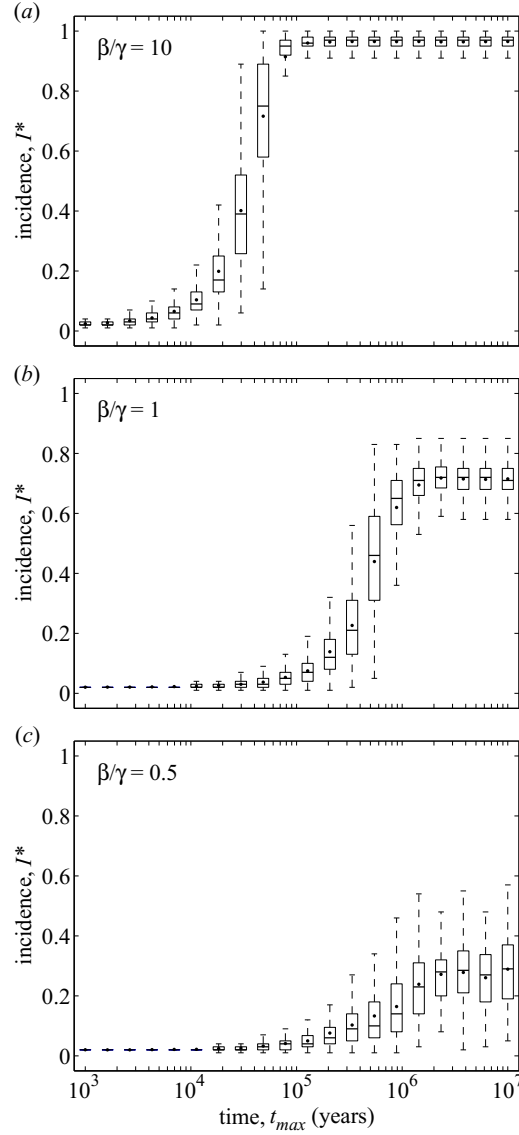 (a)
β/γ = 10
1
0.8
0.6
0.4
0.2
0
incidence, I*
(b)
β/γ = 1
1
0.8
0.6
0.4
0.2
0
incidence, I*
(c)
β/γ = 0.5
1
0.8
0.6
0.4
0.2
0
incidence, I*
10³ 10⁴ 10⁵ 10⁶ 10⁷
time, tmax (years)